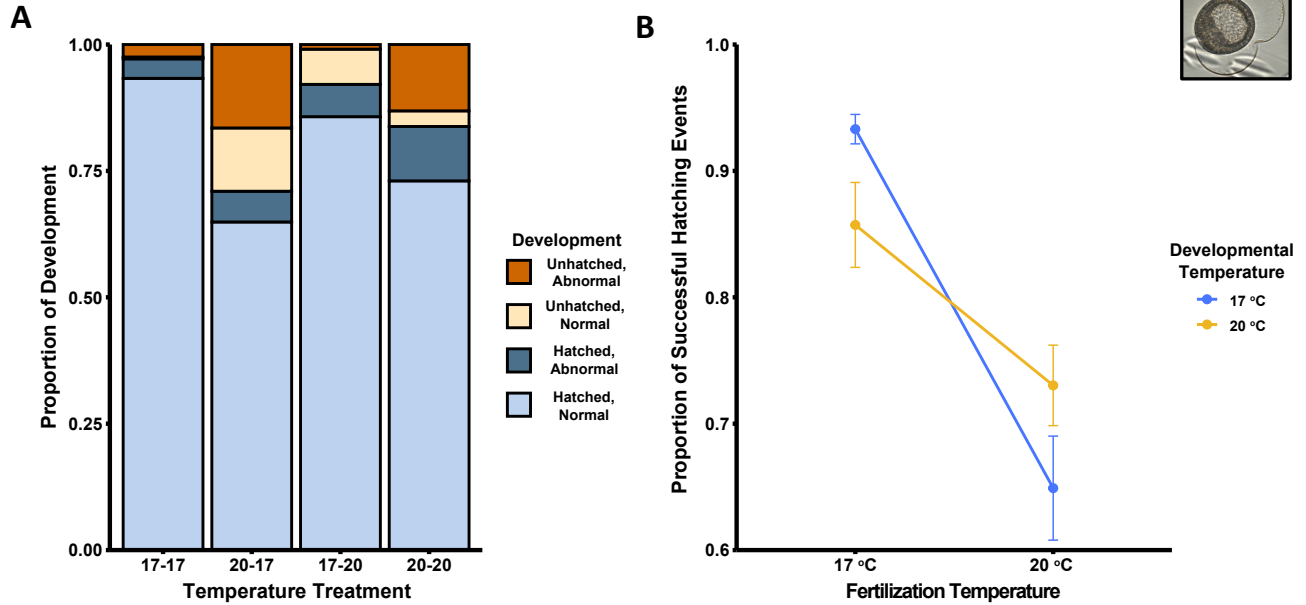 A
1.00
0.75
0.50
0.25
0.00
Proportion of Development
17-17
20-17
17-20
20-20
Temperature Treatment
Development
Unhatched,
Abnormal
Unhatched,
Normal
Hatched,
Abnormal
Hatched,
Normal
B
1.0
0.9
0.8
0.7
0.6
Proportion of Successful Hatching Events
17 °C
20 °C
Fertilization Temperature
Developmental
Temperature
17 °C
20 °C